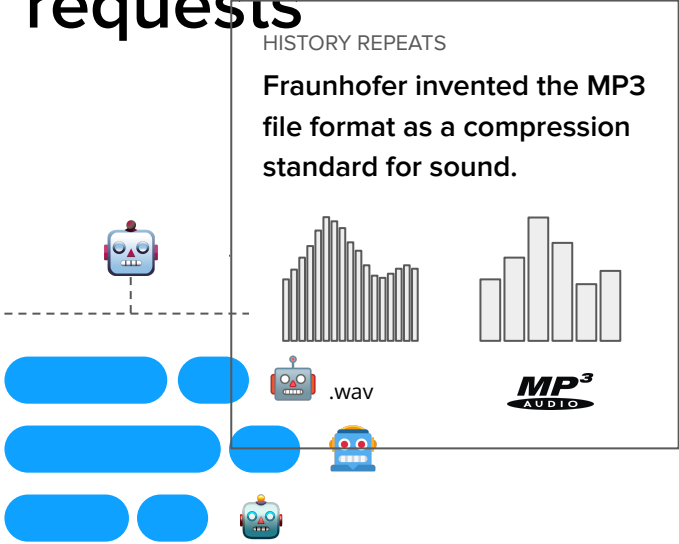 requests
HISTORY REPEATS
Fraunhofer invented the MP3
file format as a compression
standard for sound.
.wav
MP3
AUDIO